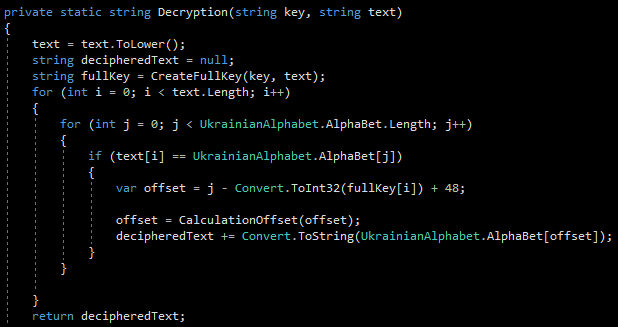 private static string Decryption(string key, string text)
{
text = text.ToLower();
string decipheredText = null;
string fullKey = CreateFullKey(key, text);
for (int i = 0; i < text.Length; i++)
{
for (int j = 0; j < UkrainianAlphabet.AlphaBet.Length; j++)
{
if (text[i] == UkrainianAlphabet.AlphaBet[j])
{
var offset = j - Convert.ToInt32(fullKey[i]) + 48;
offset = CalculationOffset(offset);
decipheredText += Convert.ToString(UkrainianAlphabet.AlphaBet[offset]);
}
}
}
return decipheredText;